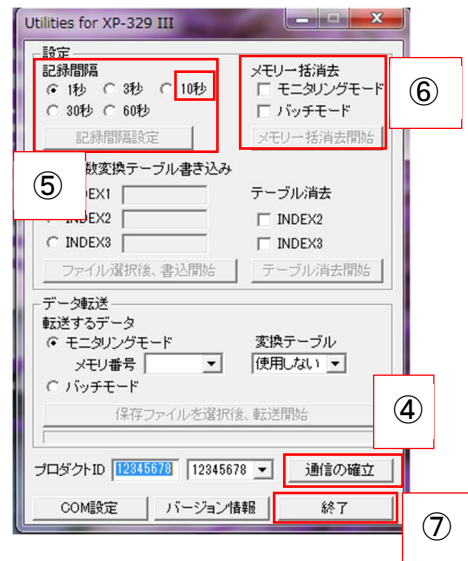 Utilities for XP-329 III
設定
記録間隔
1秒 3秒 10秒
30秒 60秒
記録間隔設定
メモリ一括消去
モニタリングモード
バッチモード
メモリ一括消去開始
⑥
⑤
数変換テーブル書き込み
EX1
INDEX2
INDEX3
ファイル選択後、書込開始
テーブル消去
INDEX2
INDEX3
テーブル消去開始
データ転送
転送するデータ
モニタリングモード
メモリ番号
バッチモード
変換テーブル
使用しない
保存ファイルを選択後、転送開始
④
プロダクトID 12345678 12345678 通信の確立
COM設定 バージョン情報 終了
⑦